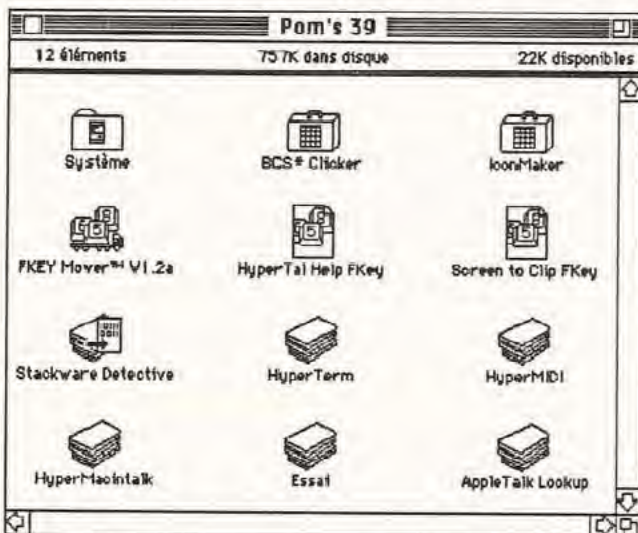 Pom's 39
12 éléments 757K dans disque 22K disponibles
Système BCS® Clicker IconMaker
FKEY Mover™ V1.2a HyperTal Help FKey Screen to Clip FKey
Stackware Detective HyperTerm HyperMIDI
HyperMacintalk Essai AppleTalk Lookup